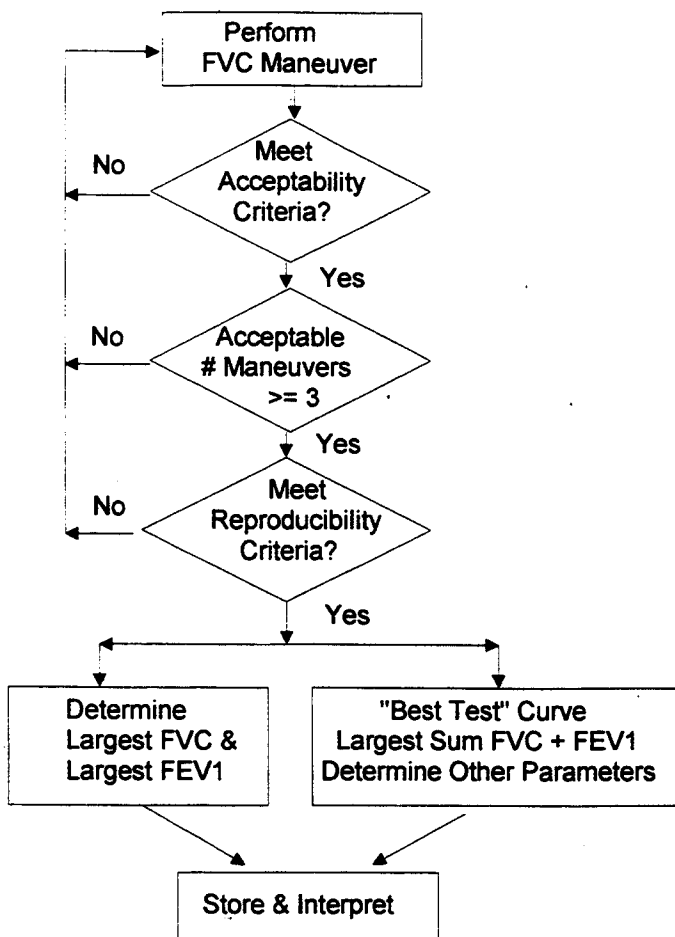 Perform
FVC Maneuver
No
Meet
Acceptability
Criteria?
Yes
No
Acceptable
# Maneuvers
>= 3
Yes
No
Meet
Reproducibility
Criteria?
Yes
Determine
Largest FVC &
Largest FEV1
"Best Test" Curve
Largest Sum FVC + FEV1
Determine Other Parameters
Store & Interpret